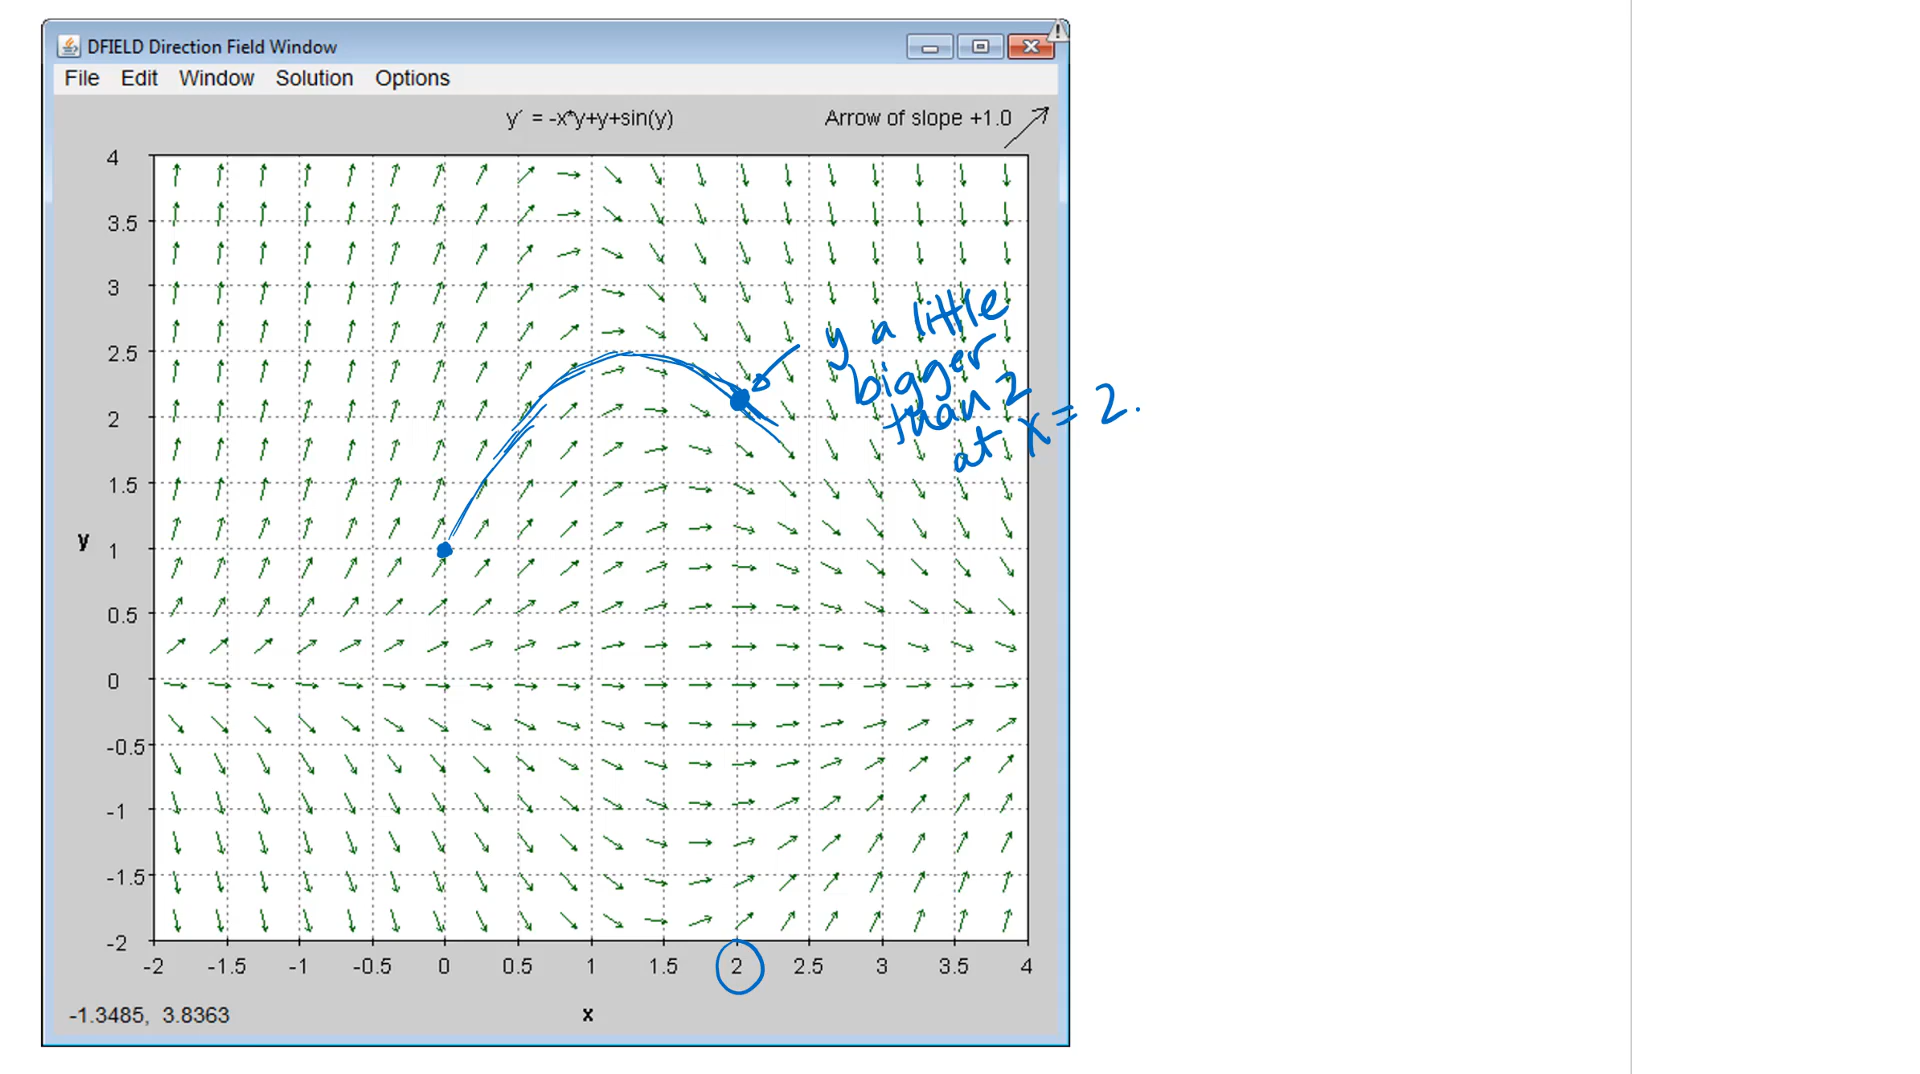 DFIELD Direction Field Window
File Edit Window Solution Options
y´ = -x*y+y+sin(y)
Arrow of slope +1.0
4
3.5
3
2.5
2
1.5
y
1
0.5
0
-0.5
-1
-1.5
-2
y a little
bigger
than 2
at x = 2.
-2 -1.5 -1 -0.5 0 0.5 1 1.5 2 2.5 3 3.5 4
-1.3485, 3.8363
x